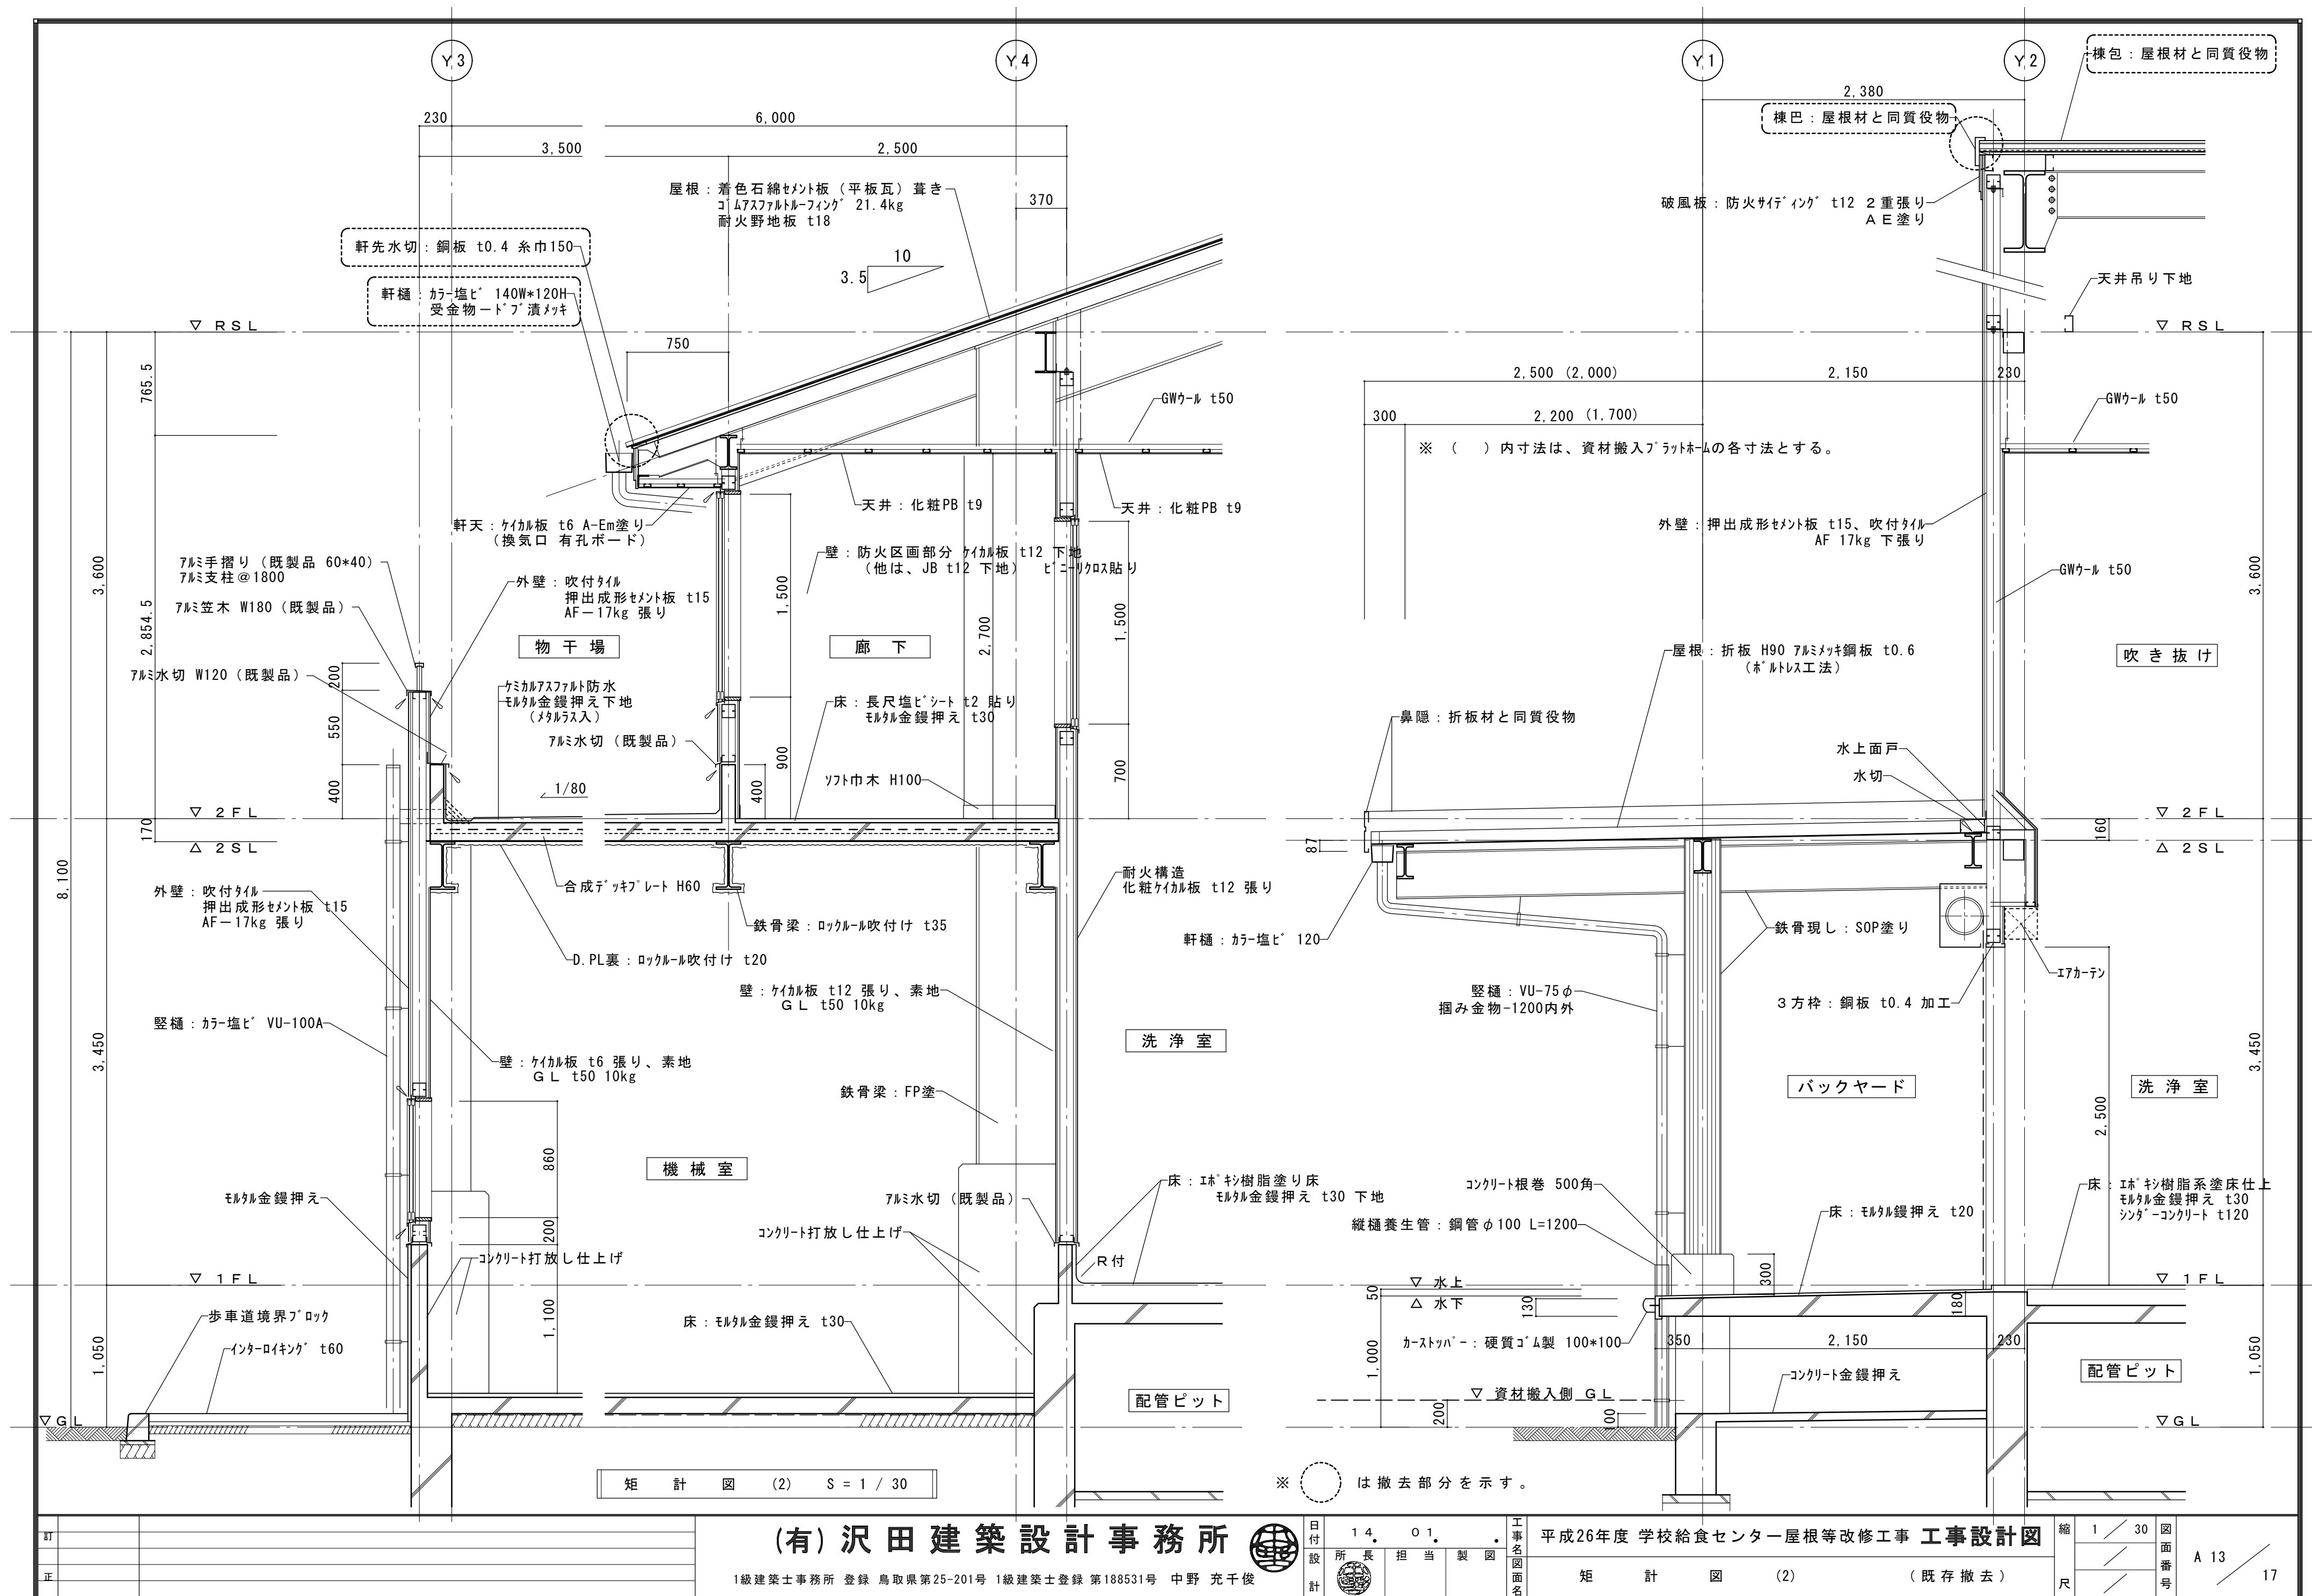 Y3
Y4
Y1
Y2
棟包：屋根材と同質役物
2,380
棟巴：屋根材と同質役物
230
6,000
3,500
2,500
屋根：着色石綿ｾﾒﾝﾄ板（平板瓦）葺き
ｺﾞﾑｱｽﾌｧﾙﾄﾙｰﾌｨﾝｸﾞ 21.4kg
耐火野地板 t18
370
破風板：防火ｻｲﾃﾞｨﾝｸﾞ t12 ２重張り
ＡＥ塗り
軒先水切：銅板 t0.4 糸巾150
10
3.5
軒樋：ｶﾗｰ塩ﾋﾞ 140W*120H
受金物ードブ漬ﾒｯｷ
天井吊り下地
▽ ＲＳＬ
▽ ＲＳＬ
750
765.5
2,500 (2,000)
2,150
230
GWｳｰﾙ t50
GWｳｰﾙ t50
300
2,200 (1,700)
※（　）内寸法は、資材搬入ﾌﾟﾗｯﾄﾎｰﾑの各寸法とする。
天井：化粧PB t9
天井：化粧PB t9
軒天：ｹｲｶﾙ板 t6 A-Em塗り
（換気口 有孔ボード）
外壁：押出成形ｾﾒﾝﾄ板 t15、吹付ﾀｲﾙ
AF 17kg 下張り
壁：防火区画部分 ｹｲｶﾙ板 t12 下地
（他は、JB t12 下地） ﾋﾞﾆｰﾘｸﾛｽ貼り
ｱﾙﾐ手摺り（既製品 60*40）
ｱﾙﾐ支柱@1800
外壁：吹付ﾀｲﾙ
押出成形ｾﾒﾝﾄ板 t15
AF－17kg 張り
ｱﾙﾐ笠木 W180（既製品）
GWｳｰﾙ t50
3,600
2,854.5
1,500
2,700
1,500
3,600
物干場
廊下
吹き抜け
屋根：折板 H90 ｱﾙﾐﾒｯｷ鋼板 t0.6
（ﾎﾞﾙﾄﾚｽ工法）
ｱﾙﾐ水切 W120（既製品）
200
550
400
ｹﾐｶﾙｱｽﾌｧﾙﾄ防水
ﾓﾙﾀﾙ金鏝押え下地
（ﾒﾀﾙﾗｽ入）
床：長尺塩ﾋﾞｼｰﾄ t2 貼り
ﾓﾙﾀﾙ金鏝押え t30
鼻隠：折板材と同質役物
ｱﾙﾐ水切（既製品）
水上面戸
水切
900
700
1/80
400
ｿﾌﾄ巾木 H100
▽ ２ＦＬ
▽ ２ＦＬ
170
160
△ ２ＳＬ
△ ２ＳＬ
87
8,100
外壁：吹付ﾀｲﾙ
押出成形ｾﾒﾝﾄ板 t15
AF－17kg 張り
合成ﾃﾞｯｷﾌﾟﾚｰﾄ H60
耐火構造
化粧ｹｲｶﾙ板 t12 張り
鉄骨梁：ﾛｯｸﾙｰﾙ吹付け t35
鉄骨現し：SOP塗り
軒樋：ｶﾗｰ塩ﾋﾞ 120
D.PL裏：ﾛｯｸﾙｰﾙ吹付け t20
ｴｱｶｰﾃﾝ
壁：ｹｲｶﾙ板 t12 張り、素地
ＧＬ t50 10kg
竪樋：VU-75φ
掴み金物-1200内外
３方枠：鋼板 t0.4 加工
竪樋：ｶﾗｰ塩ﾋﾞ VU-100A
洗浄室
3,450
3,450
壁：ｹｲｶﾙ板 t6 張り、素地
ＧＬ t50 10kg
鉄骨梁：FP塗
バックヤード
洗浄室
2,500
860
機械室
ﾓﾙﾀﾙ金鏝押え
ｱﾙﾐ水切（既製品）
床：ｴﾎﾟｷｼ樹脂塗り床
ﾓﾙﾀﾙ金鏝押え t30 下地
ｺﾝｸﾘｰﾄ根巻 500角
床：ｴﾎﾟｷｼ樹脂系塗床仕上
ﾓﾙﾀﾙ金鏝押え t30
ｼﾝﾀﾞｰｺﾝｸﾘｰﾄ t120
縦樋養生管：鋼管φ100 L=1200
床：ﾓﾙﾀﾙ鏝押え t20
200
ｺﾝｸﾘｰﾄ打放し仕上げ
ｺﾝｸﾘｰﾄ打放し仕上げ
Ｒ付
300
▽ １ＦＬ
▽ 水上
▽ １ＦＬ
50
△ 水下
130
180
1,100
歩車道境界ﾌﾞﾛｯｸ
床：ﾓﾙﾀﾙ金鏝押え t30
ｶｰｽﾄｯﾊﾟｰ：硬質ｺﾞﾑ製 100*100
350
2,150
230
ｲﾝﾀｰﾛｲｷﾝｸﾞ t60
1,050
1,000
1,050
ｺﾝｸﾘｰﾄ金鏝押え
配管ピット
配管ピット
▽ 資材搬入側 ＧＬ
200
100
▽ＧＬ
▽ＧＬ
矩計図 (2) S = 1 / 30
※ は撤去部分を示す。
訂
正
(有) 沢田建築設計事務所
1級建築士事務所 登録 鳥取県第25-201号 1級建築士登録 第188531号 中野 充千俊
日付 14. 01.
設計
所長 担当 製図
工事名
平成26年度 学校給食センター屋根等改修工事 工事設計図
図面名
矩計図 (2) （既存撤去）
縮尺
1／30
図面番号
A 13／17